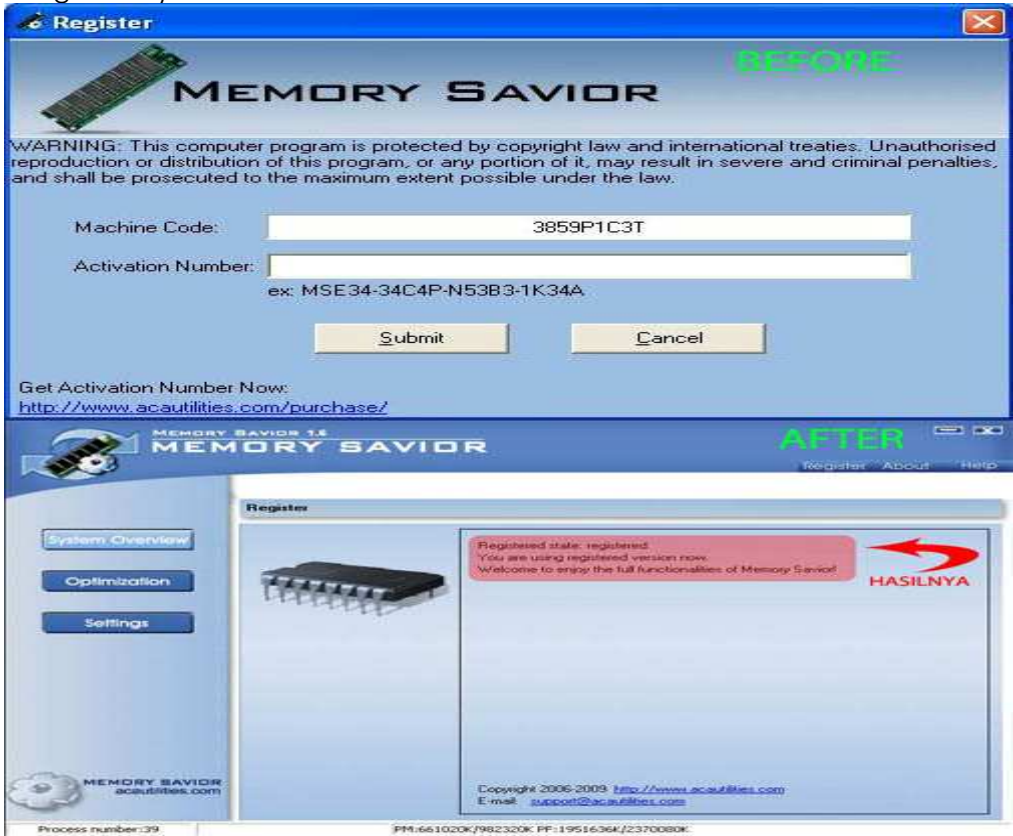 Register
BEFORE
MEMORY SAVIOR
WARNING: This computer program is protected by copyright law and international treaties. Unauthorised
reproduction or distribution of this program, or any portion of it, may result in severe and criminal penalties,
and shall be prosecuted to the maximum extent possible under the law.
Machine Code: 3859P1C3T
Activation Number:
ex: MSE34-34C4P-N53B3-1K34A
Submit Cancel
Get Activation Number Now:
http://www.acautilities.com/purchase/
MEMORY SAVIOR 1.6
MEMORY SAVIOR
AFTER
Register About Help
Register
System Overview
Optimization
Settings
Registered state: registered
You are using registered version now.
Welcome to enjoy the full functionalities of Memory Savior!
HASILNYA
MEMORY SAVIOR
acautilities.com
Copyright 2006-2009 http://www.acautilities.com
E-mail: support@acautilities.com
Process number:39 PM:661020K/982320K PF:1951636K/2370080K